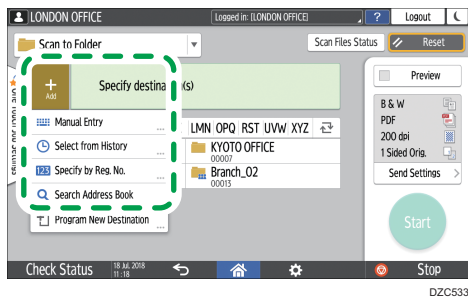 LONDON OFFICE
Logged in: [LONDON OFFICE]
?
Logout
Scan to Folder
Scan Files Status
Reset
Add
Specify destina
n(s)
Preview
Manual Entry
...
Select from History
...
LMN OPQ RST UVW XYZ
KYOTO OFFICE
00007
123 Specify by Reg. No.
...
Branch_02
00013
Search Address Book
Program New Destination
...
B & W
PDF
200 dpi
1 Sided Orig.
Send Settings >
Start
Check Status
18 Jul. 2018
11:18
Stop
DZC533